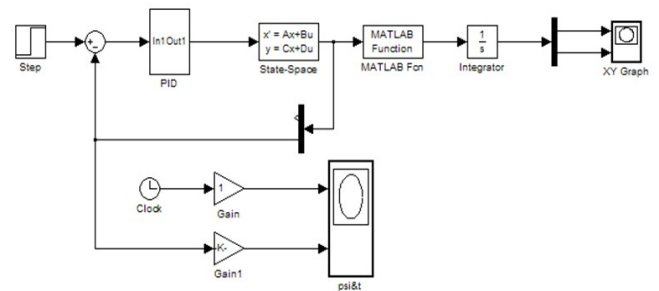 Step
In1Out1
PID
x' = Ax+Bu
y = Cx+Du
State-Space
MATLAB
Function
MATLAB Fcn
1
s
Integrator
XY Graph
Clock
1
Gain
-K-
Gain1
psi&t